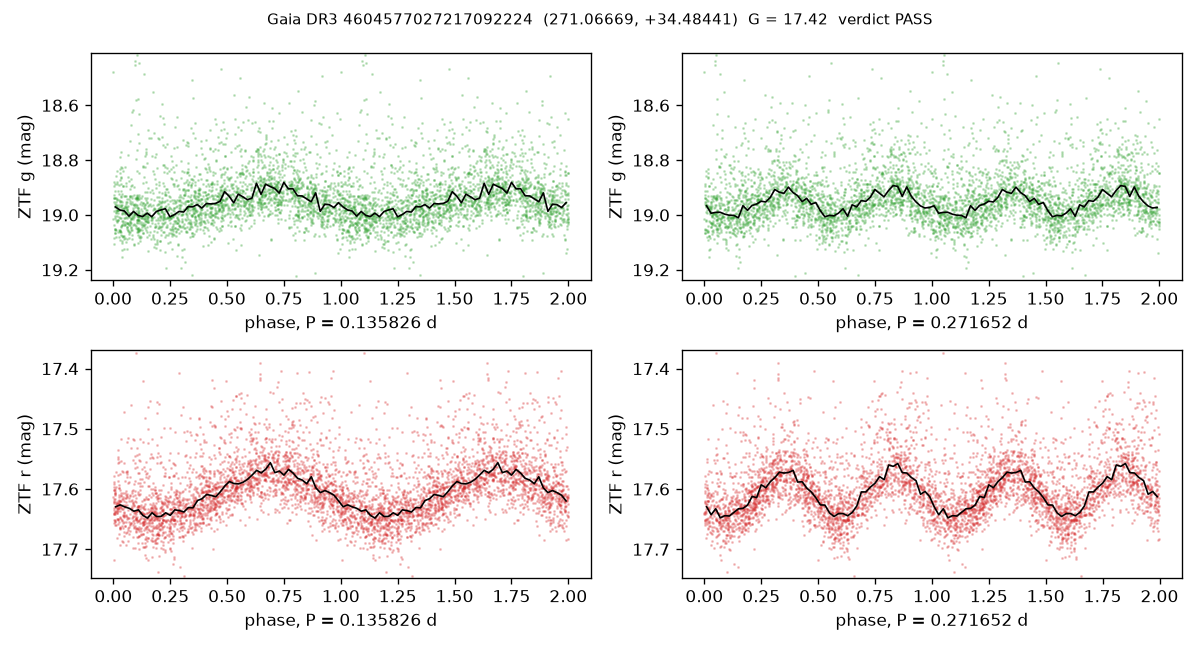 Gaia DR3 4604577027217092224  (271.06669, +34.48441)  G = 17.42  verdict PASS
ZTF g (mag)
18.6
18.8
19.0
19.2
0.00 0.25 0.50 0.75 1.00 1.25 1.50 1.75 2.00
phase, P = 0.135826 d
ZTF g (mag)
18.6
18.8
19.0
19.2
0.00 0.25 0.50 0.75 1.00 1.25 1.50 1.75 2.00
phase, P = 0.271652 d
ZTF r (mag)
17.4
17.5
17.6
17.7
0.00 0.25 0.50 0.75 1.00 1.25 1.50 1.75 2.00
phase, P = 0.135826 d
ZTF r (mag)
17.4
17.5
17.6
17.7
0.00 0.25 0.50 0.75 1.00 1.25 1.50 1.75 2.00
phase, P = 0.271652 d